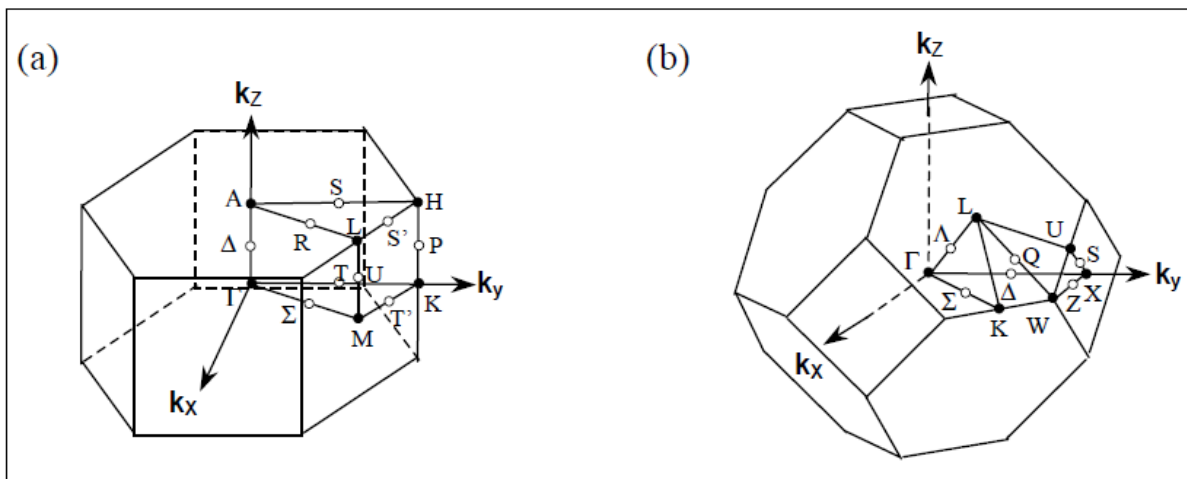 (a)
kZ
A
S
H
L
S’
R
P
Δ
T
U
Γ
ky
K
Σ
T’
M
kX
(b)
kZ
L
U
Λ
Q
S
Γ
ky
Δ
X
Σ
Z
K
W
kX